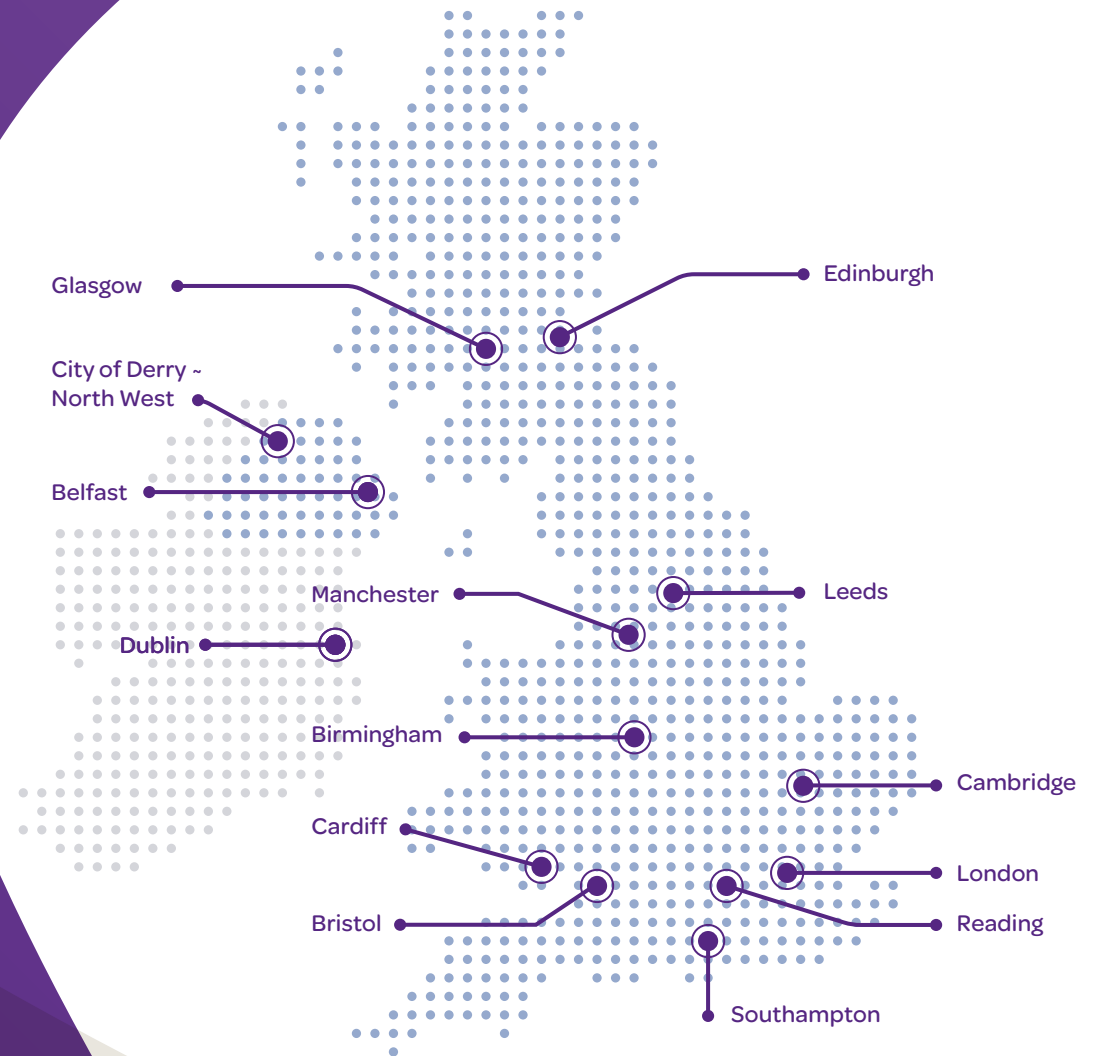 Glasgow
Edinburgh
City of Derry ~
North West
Belfast
Manchester
Leeds
Dublin
Birmingham
Cambridge
Cardiff
London
Bristol
Reading
Southampton